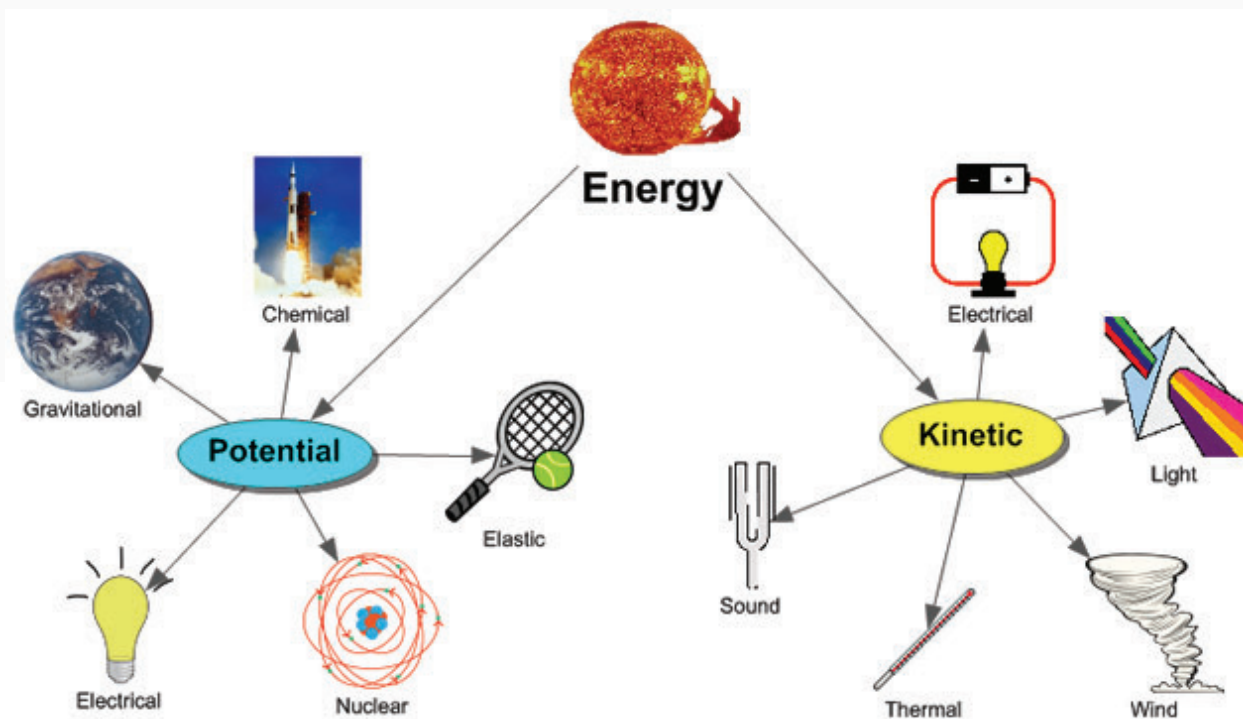 Energy
Chemical
Electrical
Gravitational
Potential
Kinetic
Light
Elastic
Sound
Electrical
Nuclear
Thermal
Wind